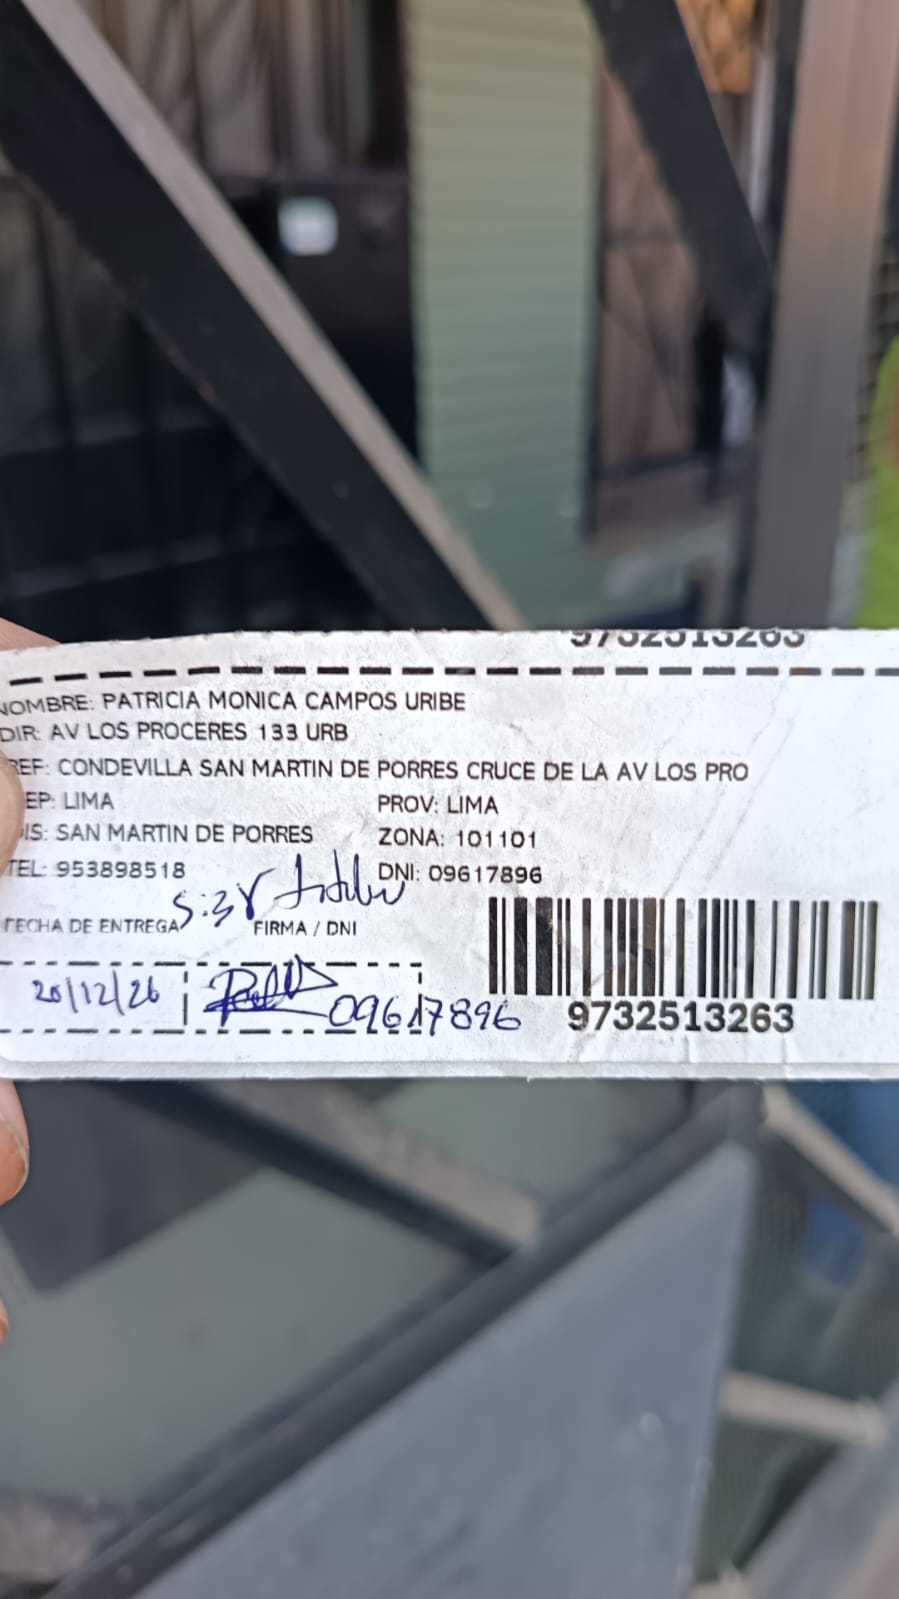 9732513263
NOMBRE: PATRICIA MONICA CAMPOS URIBE
DIR: AV LOS PROCERES 133 URB
REF: CONDEVILLA SAN MARTIN DE PORRES CRUCE DE LA AV LOS PRO
EP: LIMA PROV: LIMA
IS: SAN MARTIN DE PORRES ZONA: 101101
TEL: 953898518 DNI: 09617896
FECHA DE ENTREGA FIRMA / DNI
20/12/26 09617896 9732513263